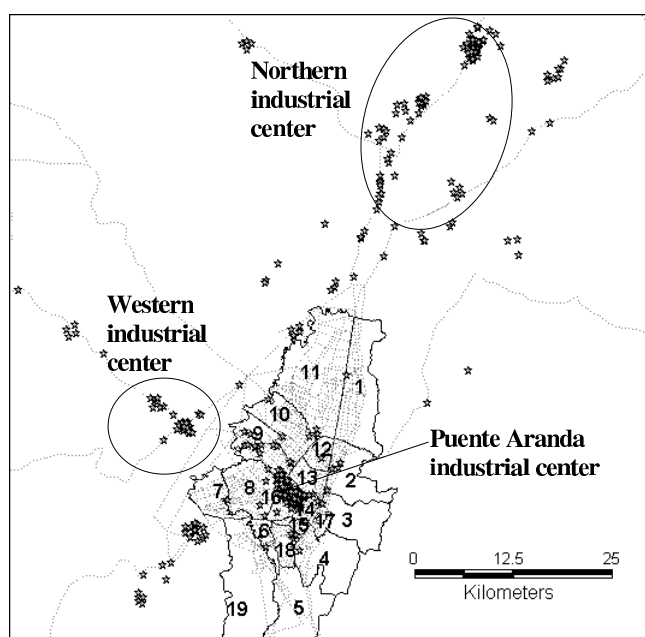 Northern
industrial
center
Western
industrial
center
11
1
10
9
12
Puente Aranda
industrial center
13
2
7
8
16
14
17
3
6
15
18
4
19
5
0
12.5
25
Kilometers